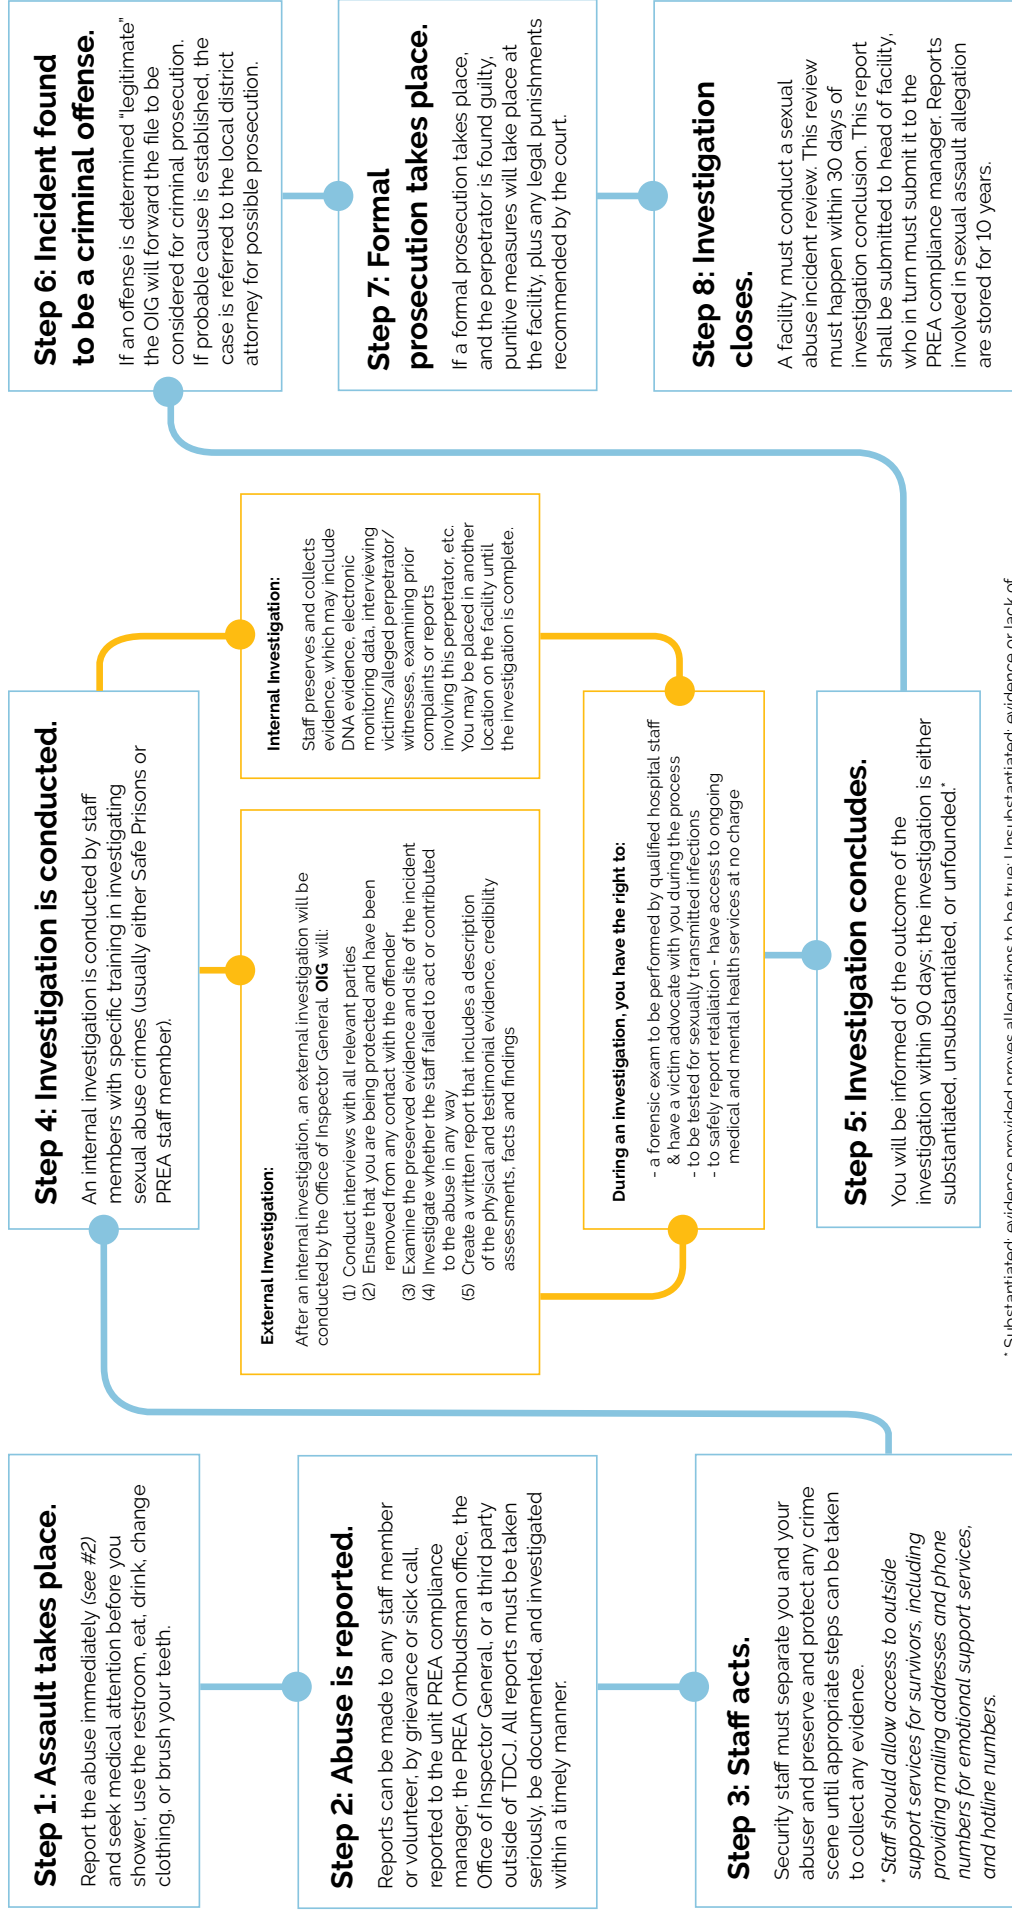 Step 1: Assault takes place.
Report the abuse immediately (see #2)
and seek medical attention before you
shower, use the restroom, eat, drink, change
clothing, or brush your teeth.
Step 2: Abuse is reported.
Reports can be made to any staff member
or volunteer, by grievance or sick call,
reported to the unit PREA compliance
manager, the PREA Ombudsman office, the
Office of Inspector General, or a third party
outside of TDCJ. All reports must be taken
seriously, be documented, and investigated
within a timely manner.
Step 3: Staff acts.
Security staff must separate you and your
abuser and preserve and protect any crime
scene until appropriate steps can be taken
to collect any evidence.
* Staff should allow access to outside
support services for survivors, including
providing mailing addresses and phone
numbers for emotional support services,
and hotline numbers.
Step 4: Investigation is conducted.
An internal investigation is conducted by staff
members with specific training in investigating
sexual abuse crimes (usually either Safe Prisons or
PREA staff member).
External Investigation:
After an internal investigation, an external investigation will be
conducted by the Office of Inspector General. OIG will:
(1) Conduct interviews with all relevant parties
(2) Ensure that you are being protected and have been
removed from any contact with the offender
(3) Examine the preserved evidence and site of the incident
(4) Investigate whether the staff failed to act or contributed
to the abuse in any way
(5) Create a written report that includes a description
of the physical and testimonial evidence, credibility
assessments, facts and findings
Internal Investigation:
Staff preserves and collects
evidence, which may include
DNA evidence, electronic
monitoring data, interviewing
victims/alleged perpetrator/
witnesses, examining prior
complaints or reports
involving this perpetrator, etc.
You may be placed in another
location on the facility until
the investigation is complete.
During an investigation, you have the right to:
- a forensic exam to be performed by qualified hospital staff
& have a victim advocate with you during the process
- to be tested for sexually transmitted infections
- to safely report retaliation - have access to ongoing
medical and mental health services at no charge
Step 5: Investigation concludes.
You will be informed of the outcome of the
investigation within 90 days; the investigation is either
substantiated, unsubstantiated, or unfounded.*
* Substantiated: evidence provided proves allegations to be true; Unsubstantiated: evidence or lack of
Step 6: Incident found
to be a criminal offense.
If an offense is determined "legitimate"
the OIG will forward the file to be
considered for criminal prosecution.
If probable cause is established, the
case is referred to the local district
attorney for possible prosecution.
Step 7: Formal
prosecution takes place.
If a formal prosecution takes place,
and the perpetrator is found guilty,
punitive measures will take place at
the facility, plus any legal punishments
recommended by the court.
Step 8: Investigation
closes.
A facility must conduct a sexual
abuse incident review. This review
must happen within 30 days of
investigation conclusion. This report
shall be submitted to head of facility,
who in turn must submit it to the
PREA compliance manager. Reports
involved in sexual assault allegation
are stored for 10 years.